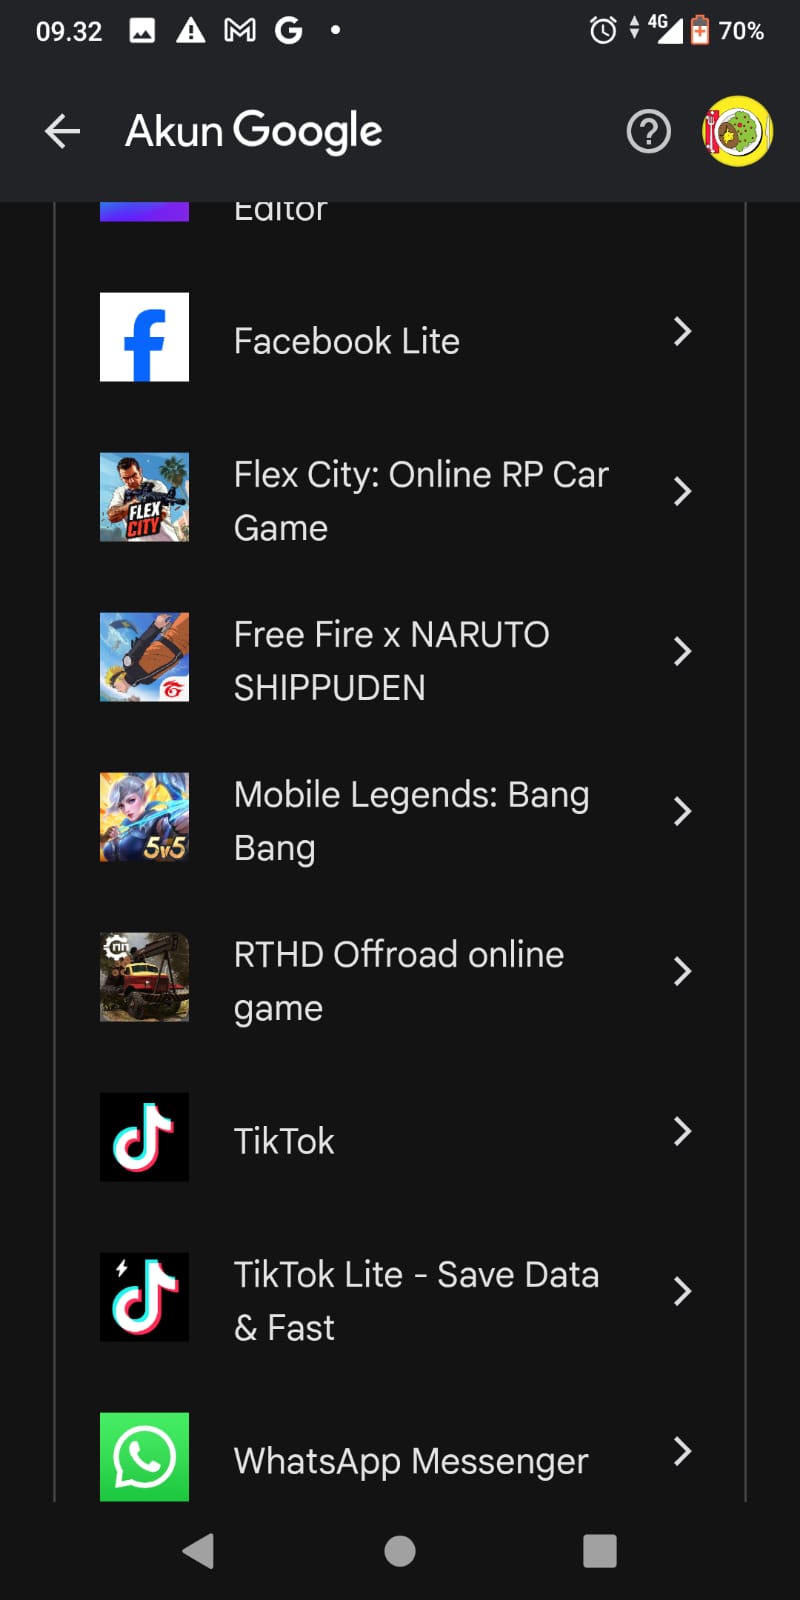 09.32
4G
70%
Akun Google
Editor
Facebook Lite
FLEX
CITY
Flex City: Online RP Car
Game
Free Fire x NARUTO
SHIPPUDEN
5v5
Mobile Legends: Bang
Bang
RTHD Offroad online
game
TikTok
TikTok Lite - Save Data
& Fast
WhatsApp Messenger